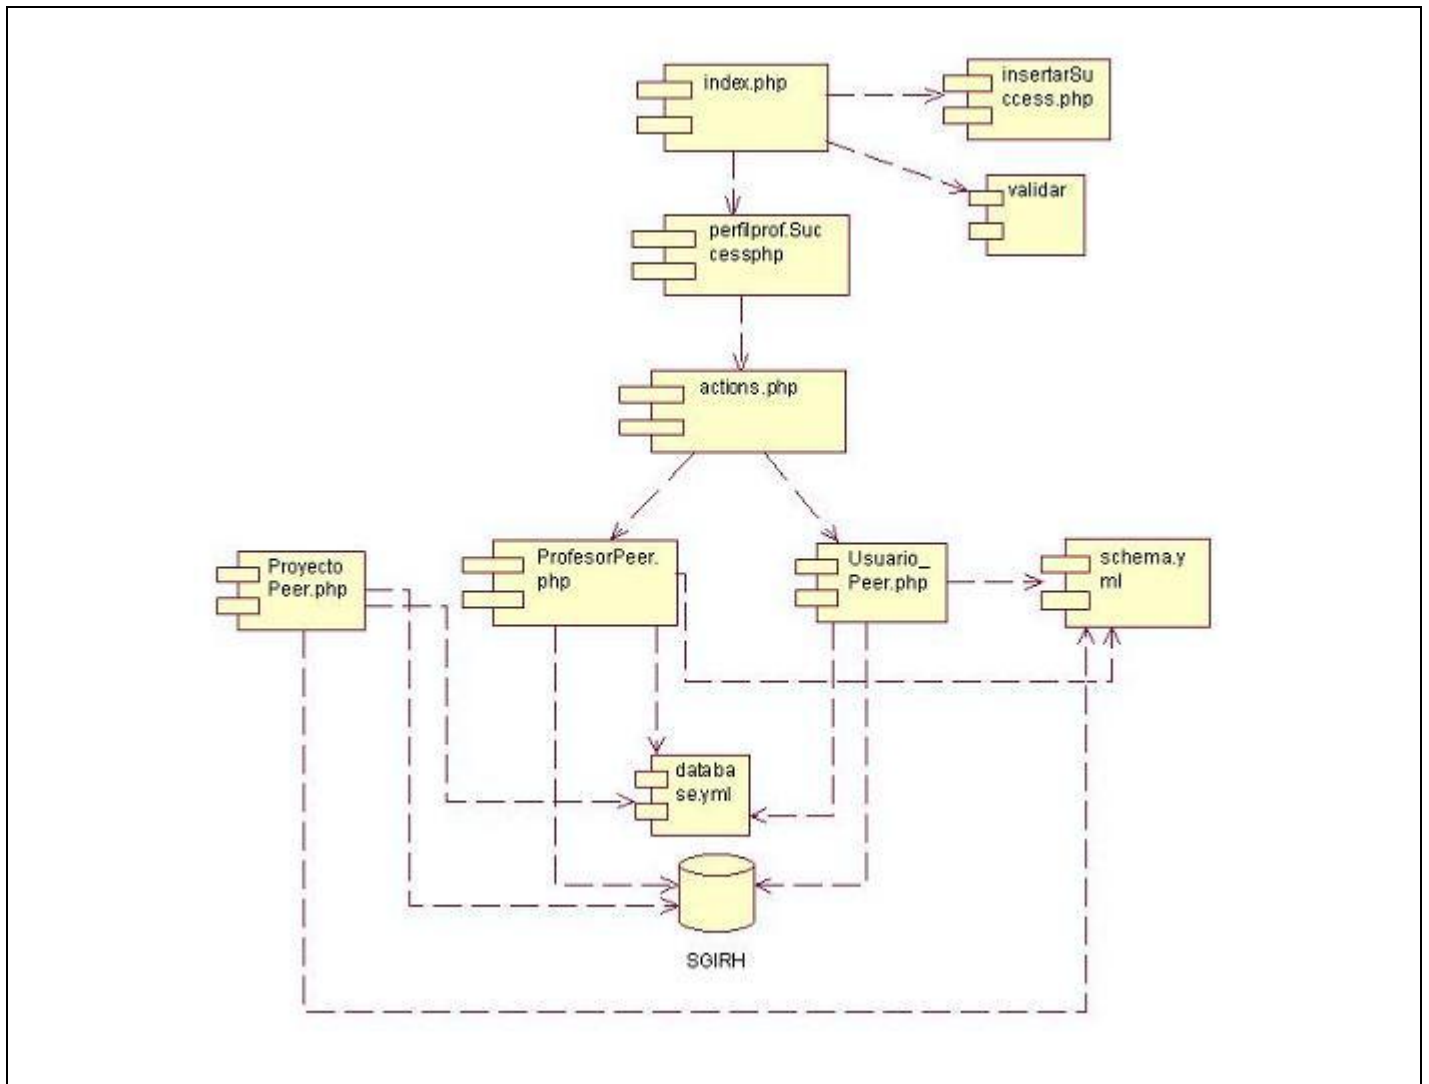 index.php
insertarSu
ccess.php
validar
perfilprof.Suc
cessphp
actions.php
Proyecto
Peer.php
ProfesorPeer.
php
Usuario_
Peer.php
schema.y
ml
databa
se.yml
SGIRH